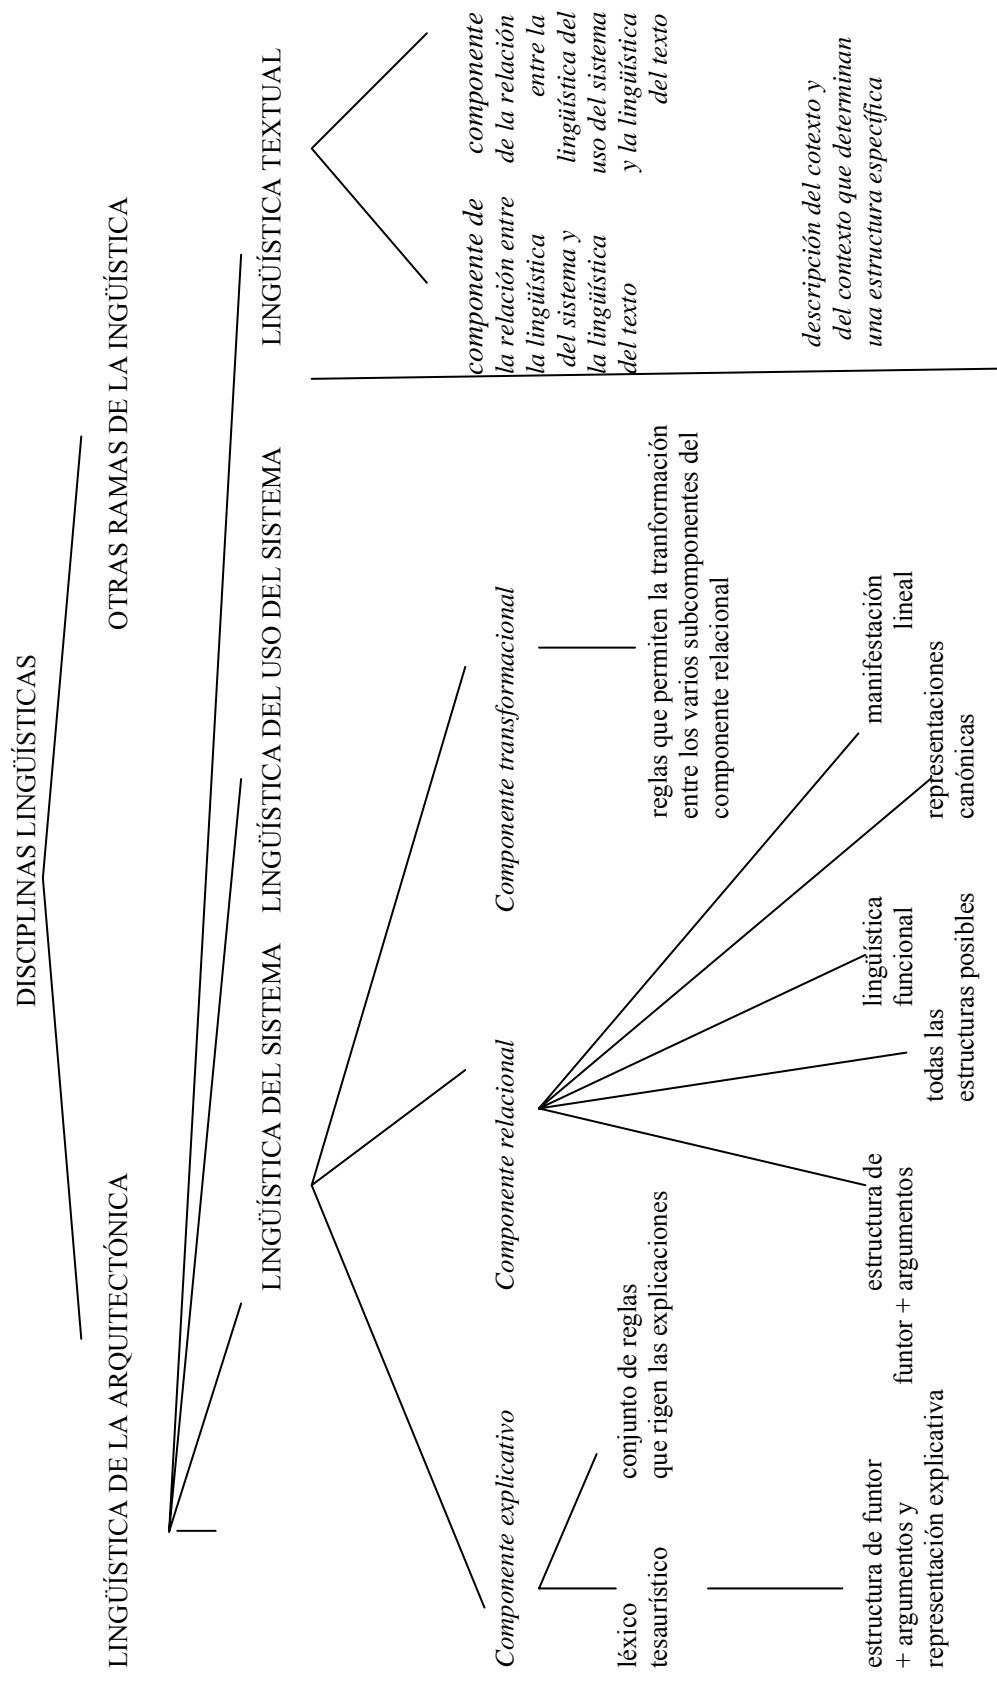 DISCIPLINAS LINGÜÍSTICAS
LINGÜÍSTICA DE LA ARQUITECTÓNICA
OTRAS RAMAS DE LA INGÜÍSTICA
LINGÜÍSTICA DEL SISTEMA
LINGÜÍSTICA DEL USO DEL SISTEMA
LINGÜÍSTICA TEXTUAL
Componente explicativo
Componente relacional
Componente transformacional
componente de
la relación entre
la lingüística
del sistema y
la lingüística
del texto
componente
de la relación
entre la
lingüística del
uso del sistema
y la lingüística
del texto
léxico
tesaurístico
conjunto de reglas
que rigen las explicaciones
reglas que permiten la tranformación
entre los varios subcomponentes del
componente relacional
descripción del cotexto y
del contexto que determinan
una estructura específica
estructura de funtor
+ argumentos y
representación explicativa
estructura de
funtor + argumentos
todas las
estructuras posibles
lingüística
funcional
representaciones
canónicas
manifestación
lineal